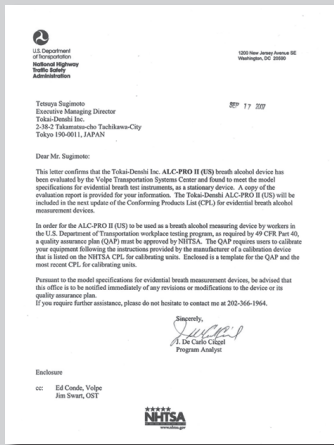 U.S. Department
of Transportation
National Highway
Traffic Safety
Administration
1200 New Jersey Avenue SE
Washington, DC 20590
SEP 17 2007
Tetsuya Sugimoto
Executive Managing Director
Tokai-Denshi Inc.
2-38-2 Takamatsu-cho Tachikawa-City
Tokyo 190-0011, JAPAN
Dear Mr. Sugimoto:
This letter confirms that the Tokai-Denshi Inc. ALC-PRO II (US) breath alcohol device has
been evaluated by the Volpe Transportation Systems Center and found to meet the model
specifications for evidential breath test instruments, as a stationary device. A copy of the
evaluation report is provided for your information. The Tokai-Denshi ALC-PRO II (US) will be
included in the next update of the Conforming Products List (CPL) for evidential breath alcohol
measurement devices.
In order for the ALC-PRO II (US) to be used as a breath alcohol measuring device by workers in
the U.S. Department of Transportation workplace testing program, as required by 49 CFR Part 40,
a quality assurance plan (QAP) must be approved by NHTSA. The QAP requires users to calibrate
your equipment following the instructions provided by the manufacturer of a calibration device
that is listed on the NHTSA CPL for calibrating units. Enclosed is a template for the QAP and the
most recent CPL for calibrating units.
Pursuant to the model specifications for evidential breath measurement devices, be advised that
this office is to be notified immediately of any revisions or modifications to the device or its
quality assurance plan.
If you require further assistance, please do not hesitate to contact me at 202-366-1964.
Sincerely,
J. De Carlo Ciccel
Program Analyst
Enclosure
cc: Ed Conde, Volpe
Jim Swart, OST
NHTSA
www.nhtsa.gov